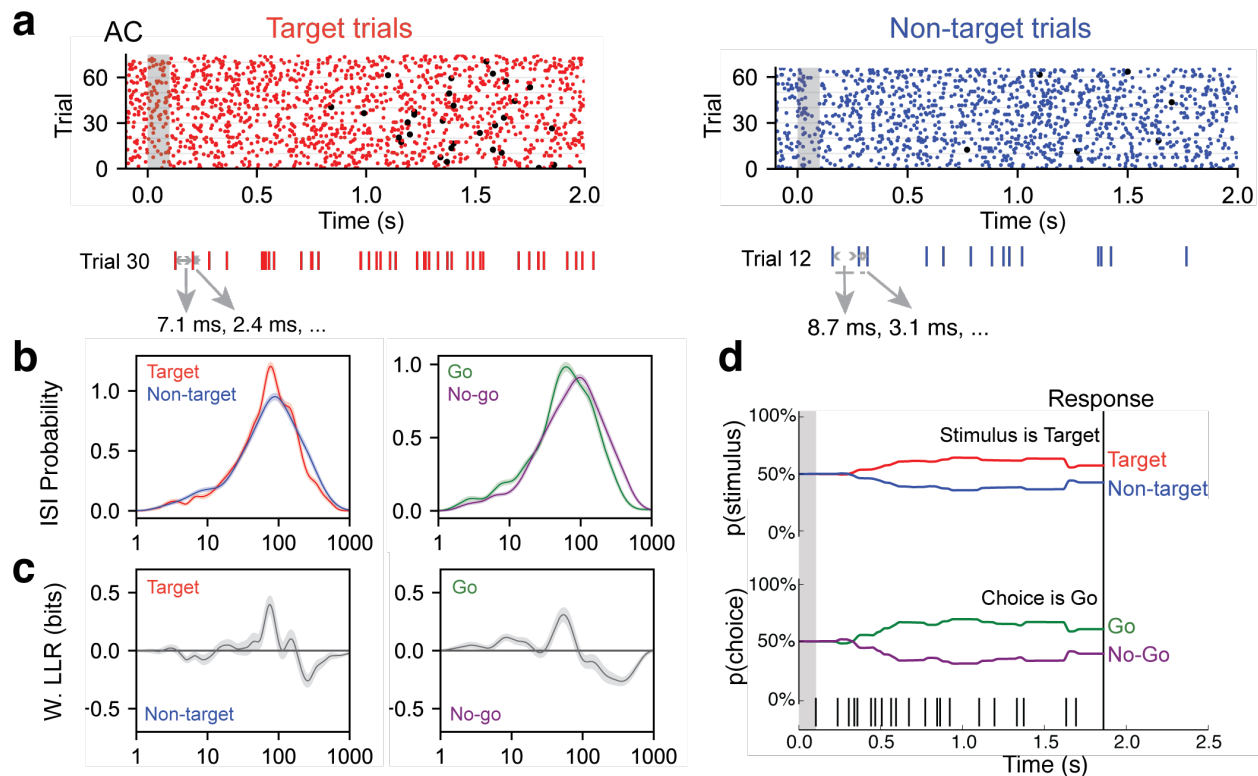 a
AC
Target trials
Non-target trials
Trial
60
30
0
0.0 0.5 1.0 1.5 2.0
Time (s)
Trial
60
30
0
0.0 0.5 1.0 1.5 2.0
Time (s)
Trial 30
7.1 ms, 2.4 ms, ...
Trial 12
8.7 ms, 3.1 ms, ...
b
ISI Probability
1.0
0.5
0.0
Target
Non-target
1 10 100 1000
1.0
0.5
0.0
Go
No-go
1 10 100 1000
c
W. LLR (bits)
0.5
0.0
-0.5
Target
Non-target
1 10 100 1000
0.5
0.0
-0.5
Go
No-go
1 10 100 1000
d
Response
p(stimulus)
100%
50%
0%
Stimulus is Target
Target
Non-target
p(choice)
100%
50%
0%
Choice is Go
Go
No-Go
0.0 0.5 1.0 1.5 2.0 2.5
Time (s)